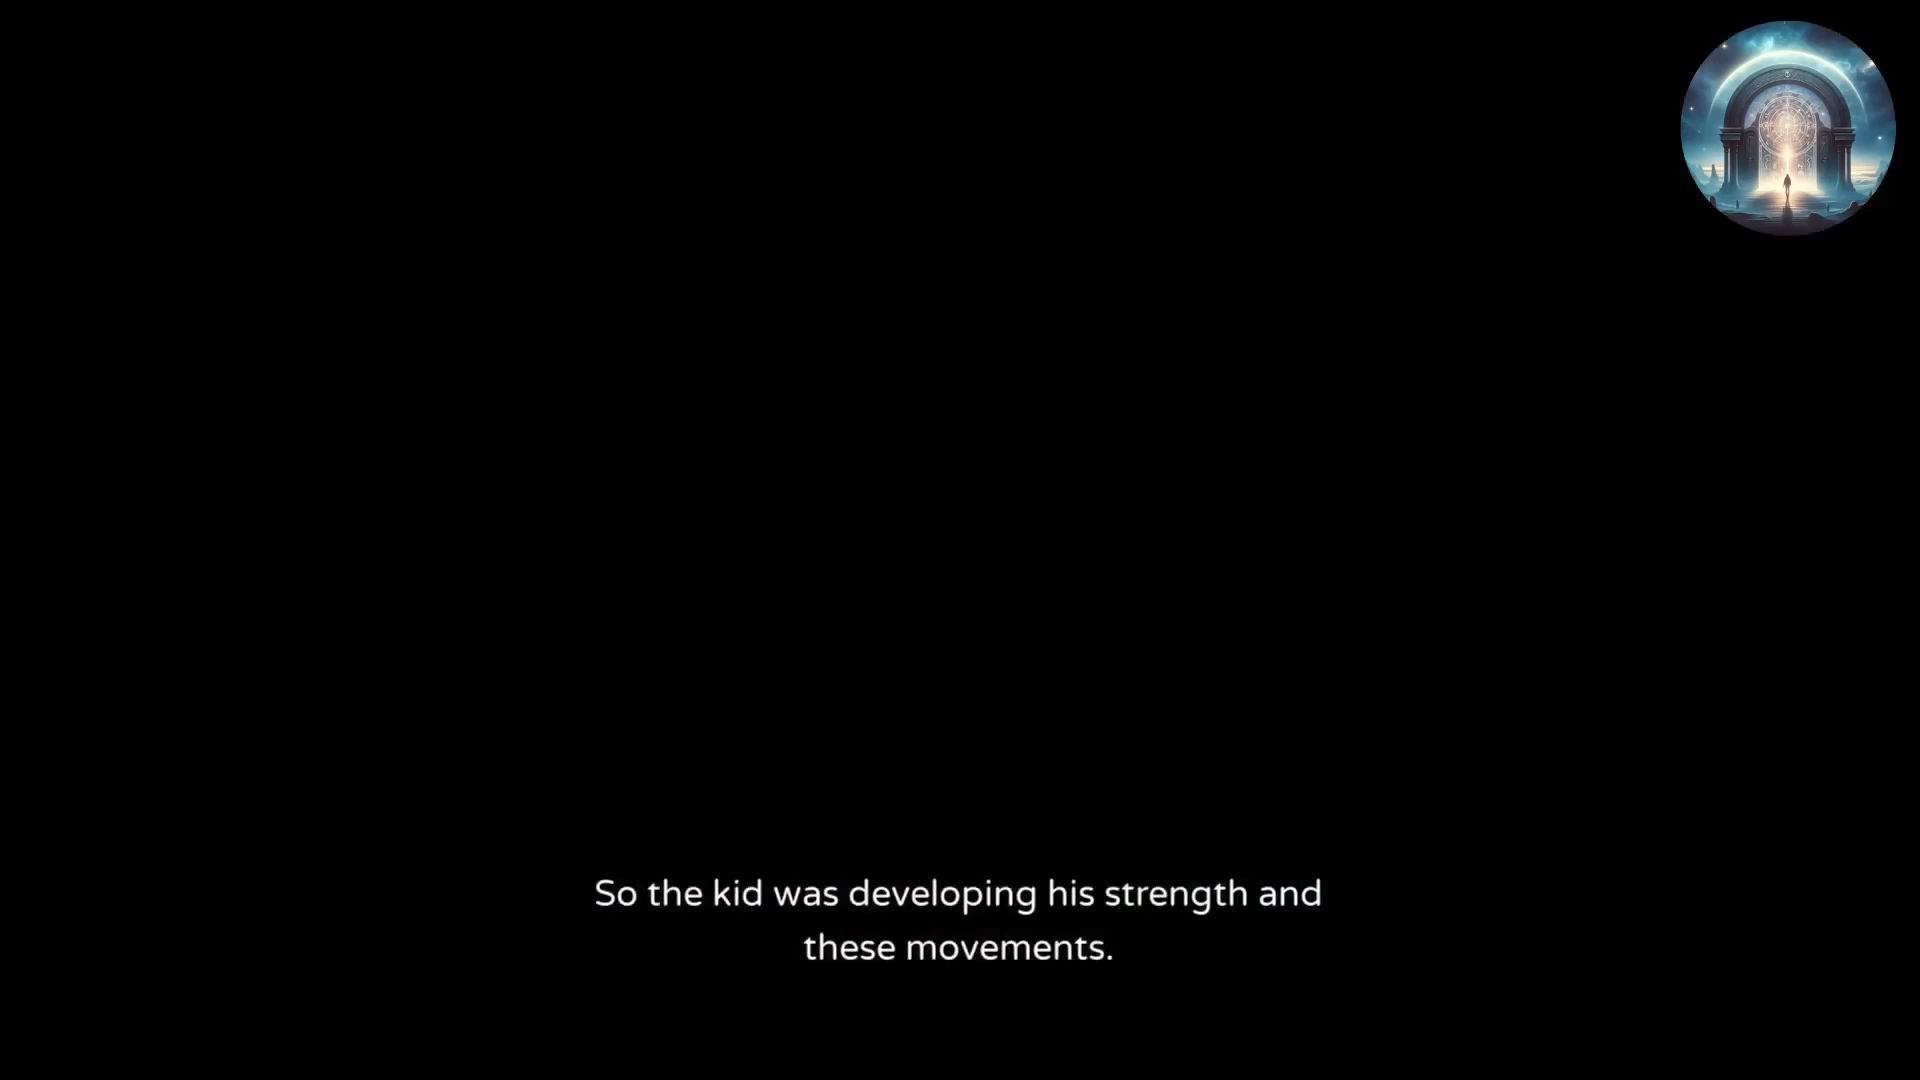 So the kid was developing his strength and
these movements.